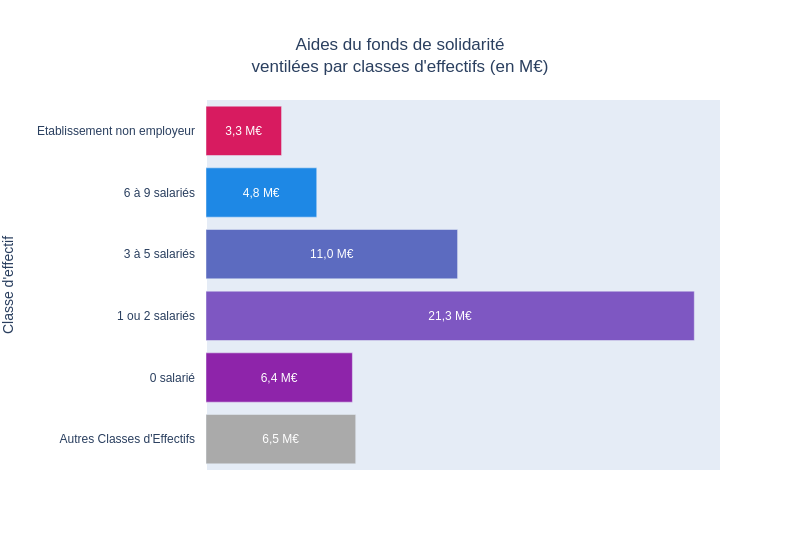 Aides du fonds de solidarité
ventilées par classes d'effectifs (en M€)
Classe d'effectif
Etablissement non employeur
3,3 M€
6 à 9 salariés
4,8 M€
3 à 5 salariés
11,0 M€
1 ou 2 salariés
21,3 M€
0 salarié
6,4 M€
Autres Classes d'Effectifs
6,5 M€